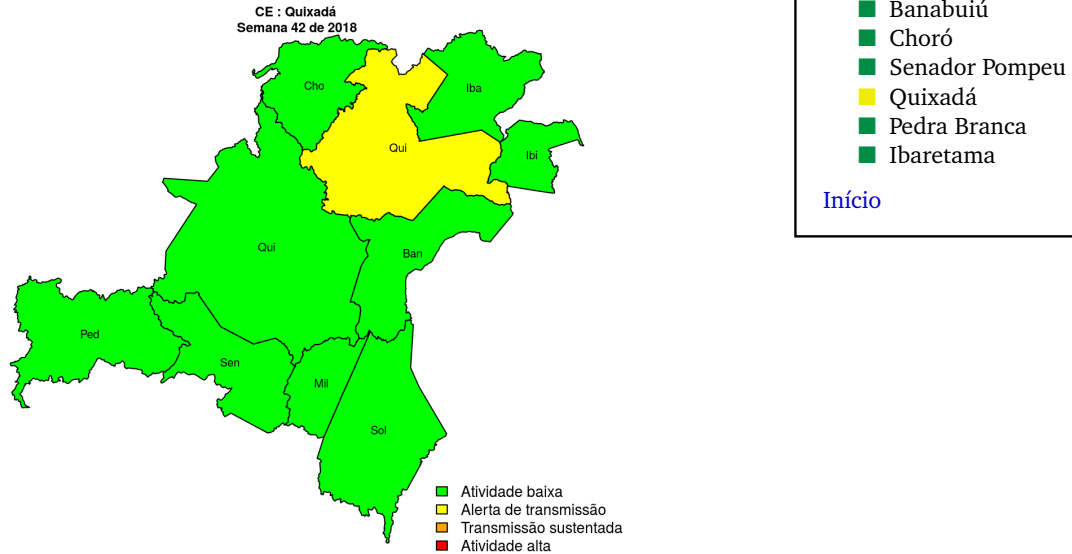 CE : Quixadá
Semana 42 de 2018
Cho
Iba
Qui
Ibi
Qui
Ban
Ped
Sen
Mil
Sol
Atividade baixa
Alerta de transmissão
Transmissão sustentada
Atividade alta
Banabuiú
Choró
Senador Pompeu
Quixadá
Pedra Branca
Ibaretama
Início